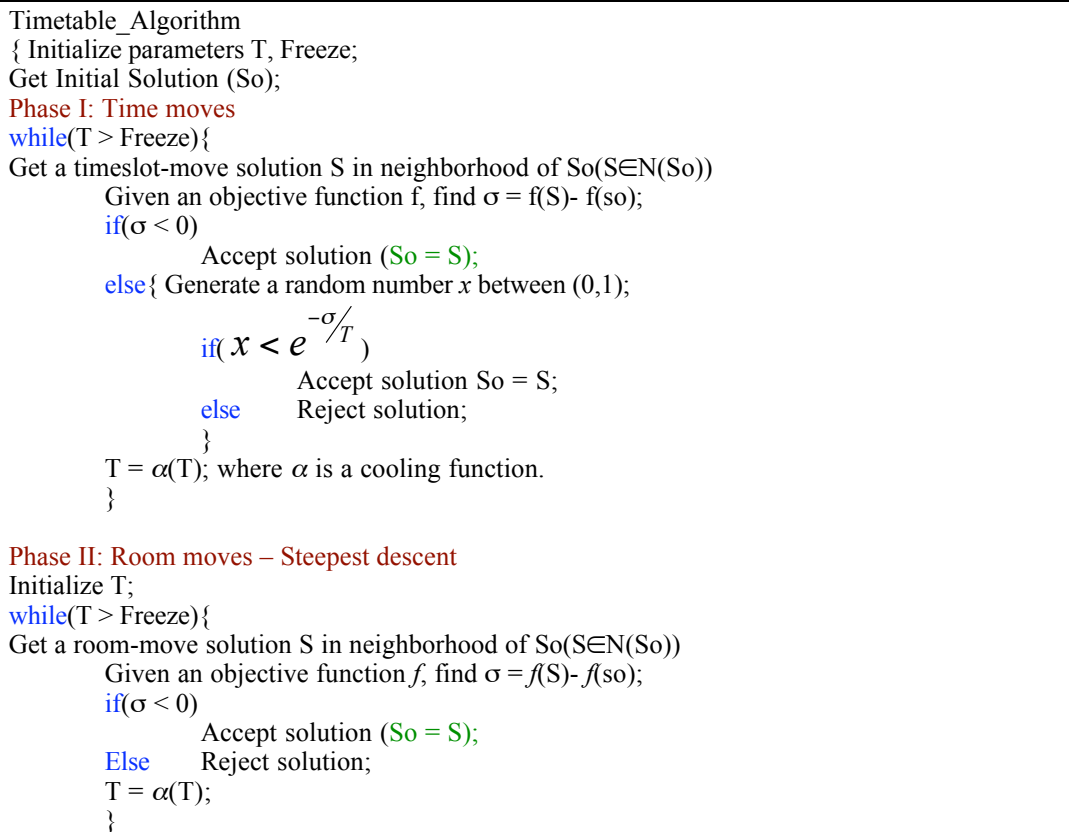 Timetable_Algorithm
{ Initialize parameters T, Freeze;
Get Initial Solution (So);
Phase I: Time moves
while(T > Freeze){
Get a timeslot-move solution S in neighborhood of So(S∈N(So))
Given an objective function f, find σ = f(S)- f(so);
if(σ < 0)
Accept solution (So = S);
else{ Generate a random number x between (0,1);
if( x < e^{−σ/T} )
Accept solution So = S;
else Reject solution;
}
T = α(T); where α is a cooling function.
}
Phase II: Room moves – Steepest descent
Initialize T;
while(T > Freeze){
Get a room-move solution S in neighborhood of So(S∈N(So))
Given an objective function f, find σ = f(S)- f(so);
if(σ < 0)
Accept solution (So = S);
Else Reject solution;
T = α(T);
}